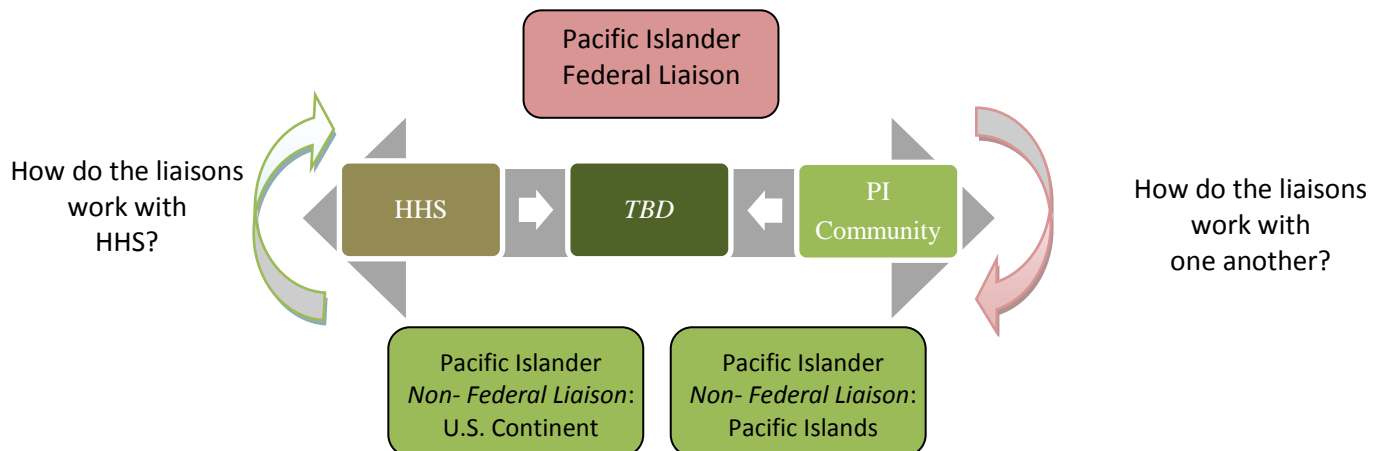 Pacific Islander
Federal Liaison
How do the liaisons
work with
HHS?
HHS
TBD
PI
Community
How do the liaisons
work with
one another?
Pacific Islander
Non- Federal Liaison:
U.S. Continent
Pacific Islander
Non- Federal Liaison:
Pacific Islands